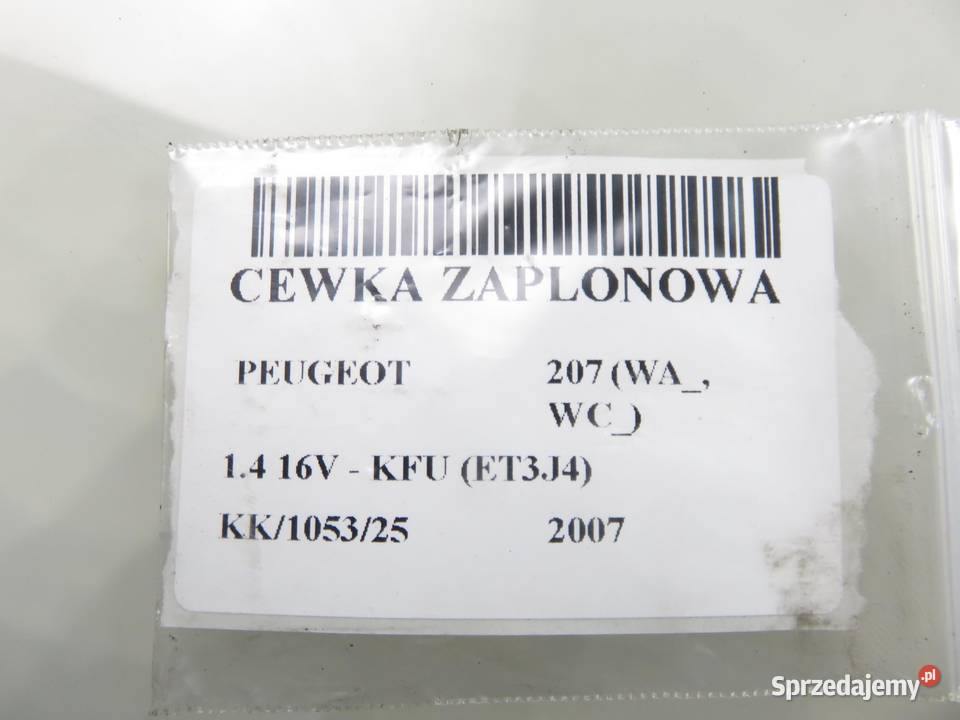 CEWKA ZAPLONOWA
PEUGEOT 207 (WA_,
WC_)
1.4 16V - KFU (ET3J4)
KK/1053/25 2007
Sprzedajemy.pl